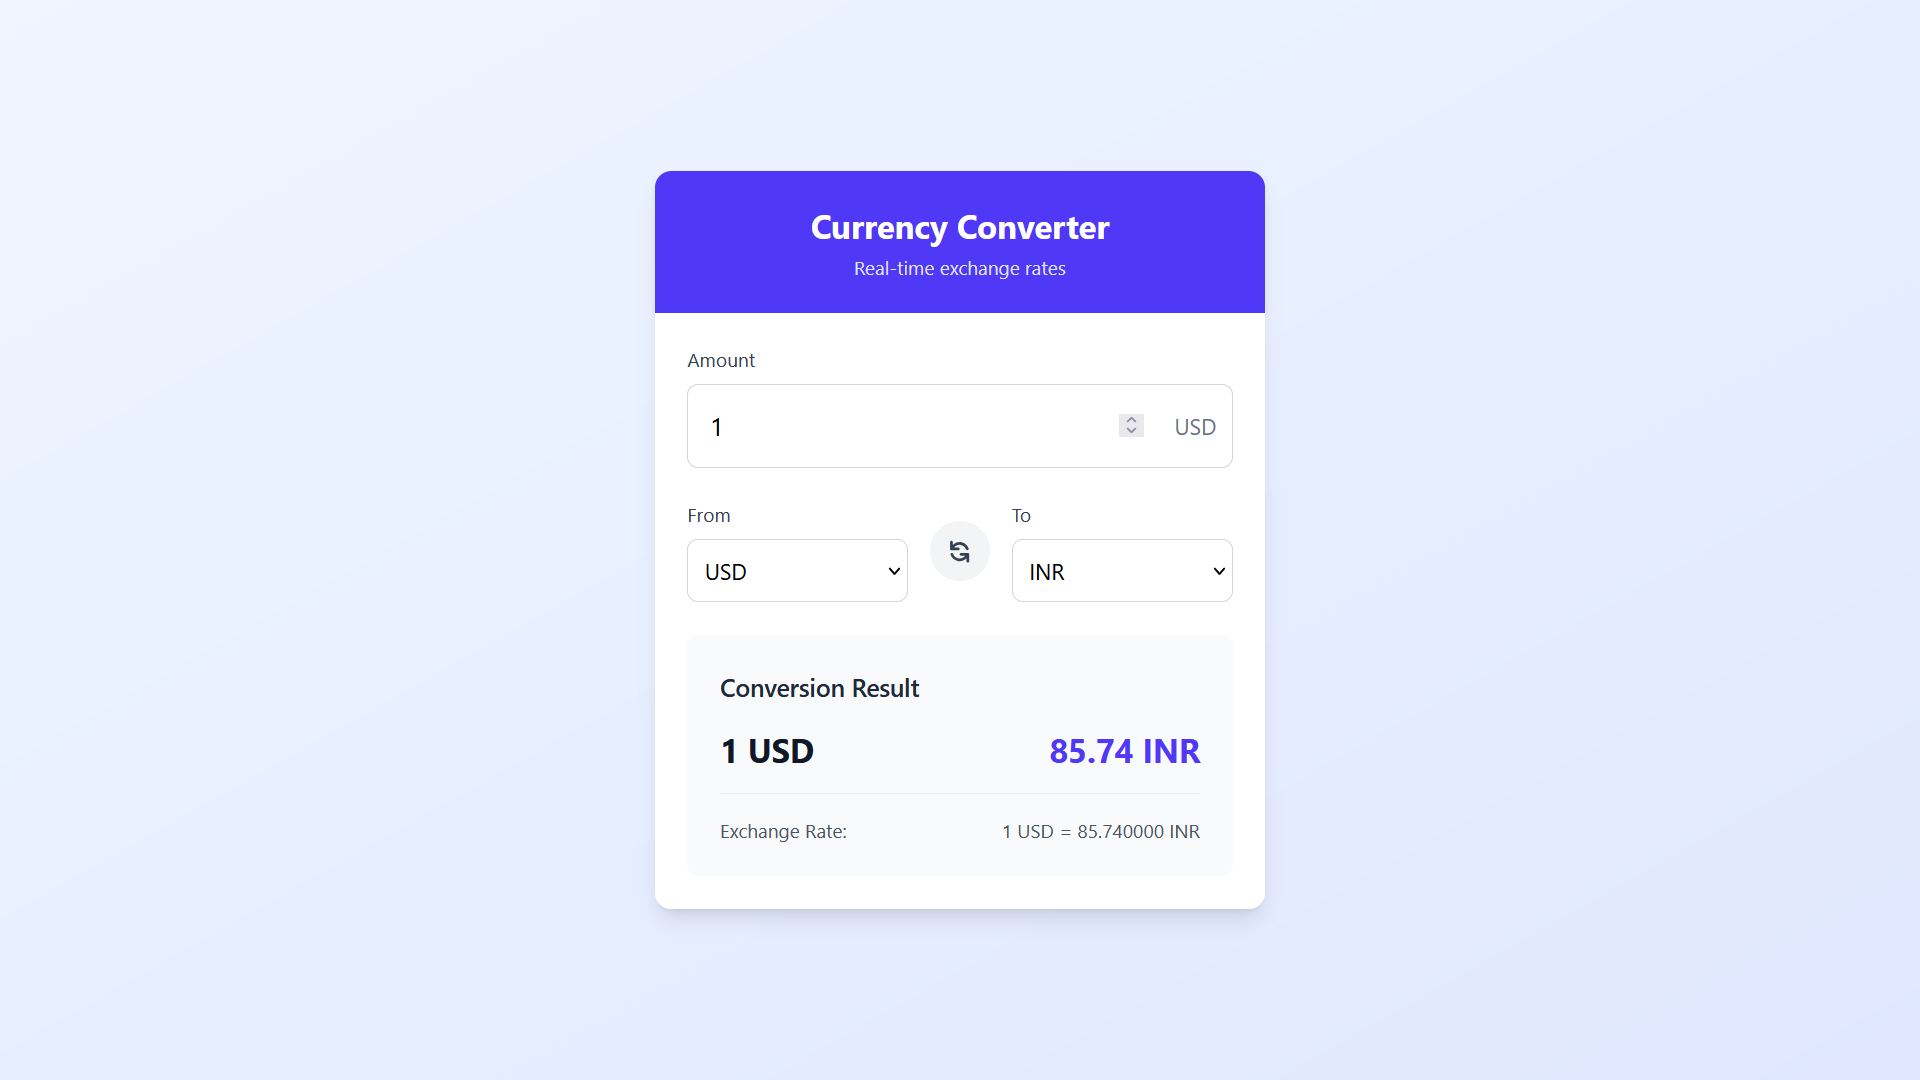 Currency Converter
Real-time exchange rates
Amount
1 USD
From To
USD INR
Conversion Result
1 USD 85.74 INR
Exchange Rate: 1 USD = 85.740000 INR